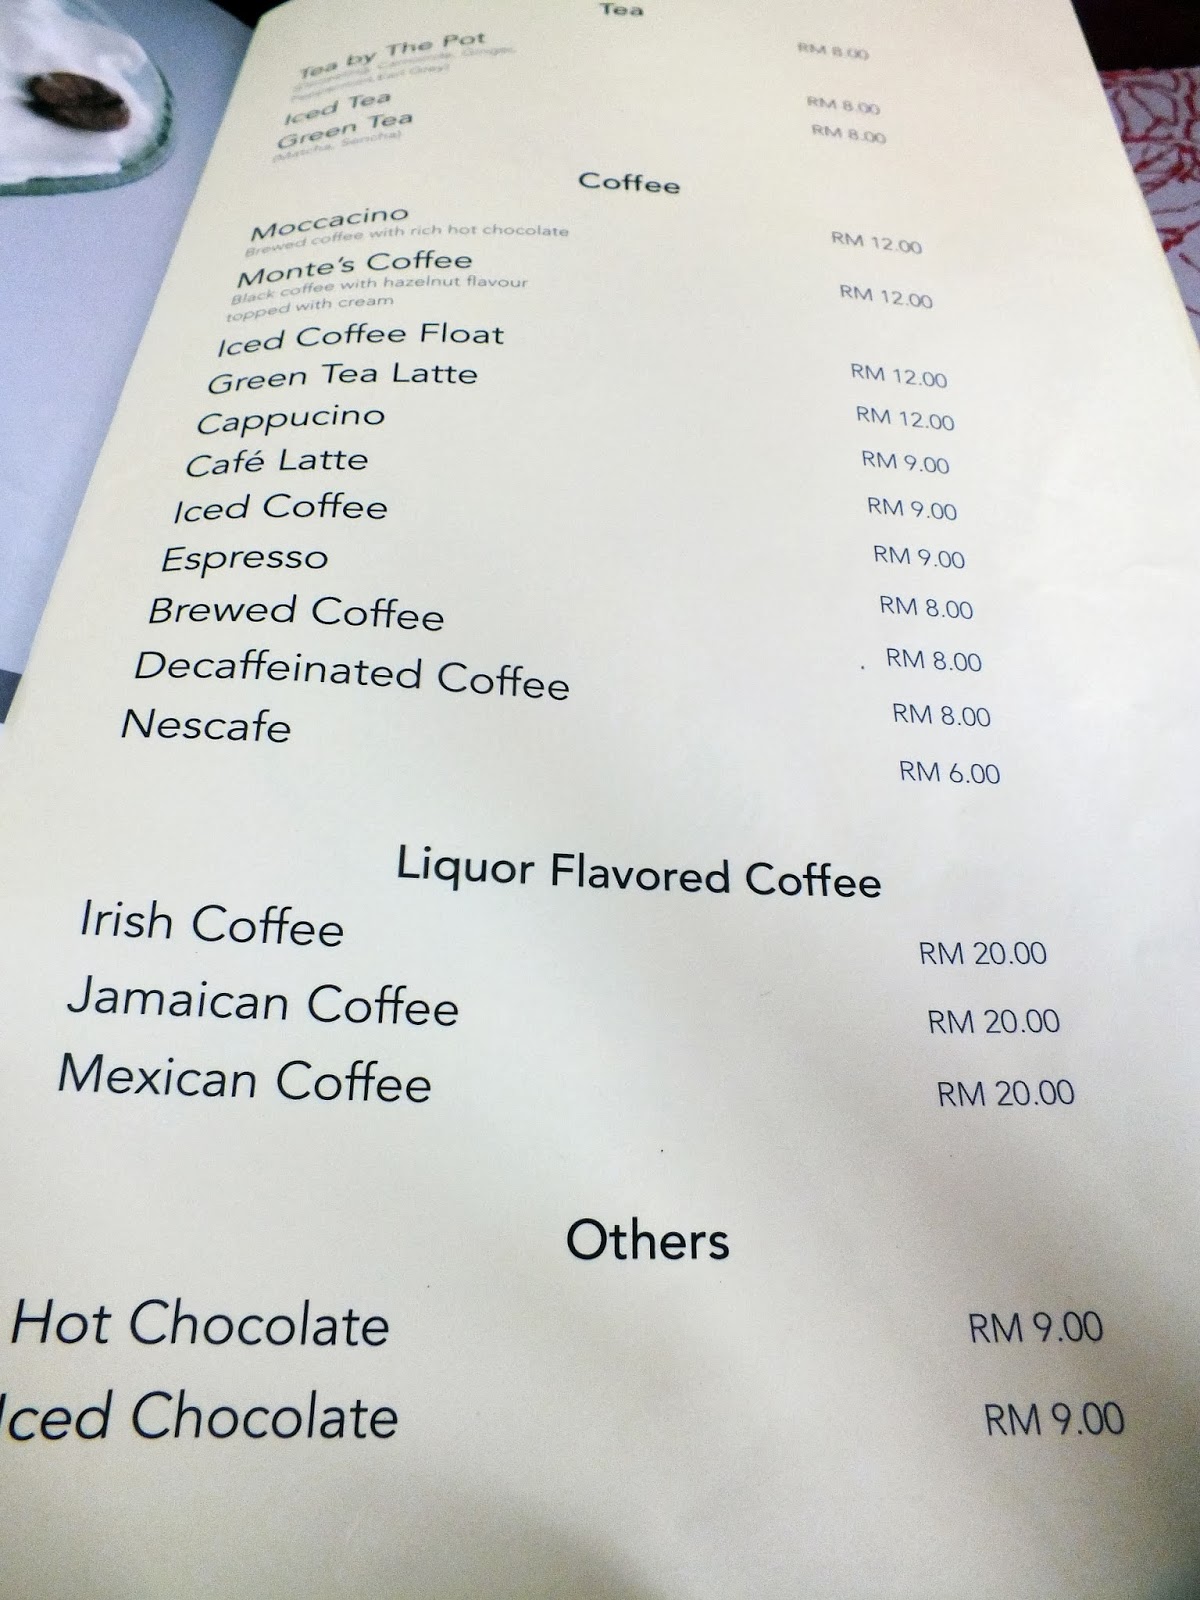 Tea
Tea by The Pot RM 8.00
Peppermint, Earl Grey)
Iced Tea RM 8.00
Green Tea RM 8.00
(Matcha, Sencha)
Coffee
Moccacino RM 12.00
Brewed coffee with rich hot chocolate
Monte's Coffee RM 12.00
Black coffee with hazelnut flavour
topped with cream
Iced Coffee Float RM 12.00
Green Tea Latte RM 12.00
Cappucino RM 9.00
Café Latte RM 9.00
Iced Coffee RM 9.00
Espresso RM 8.00
Brewed Coffee RM 8.00
Decaffeinated Coffee RM 8.00
Nescafe RM 6.00
Liquor Flavored Coffee
Irish Coffee RM 20.00
Jamaican Coffee RM 20.00
Mexican Coffee RM 20.00
Others
Hot Chocolate RM 9.00
Iced Chocolate RM 9.00